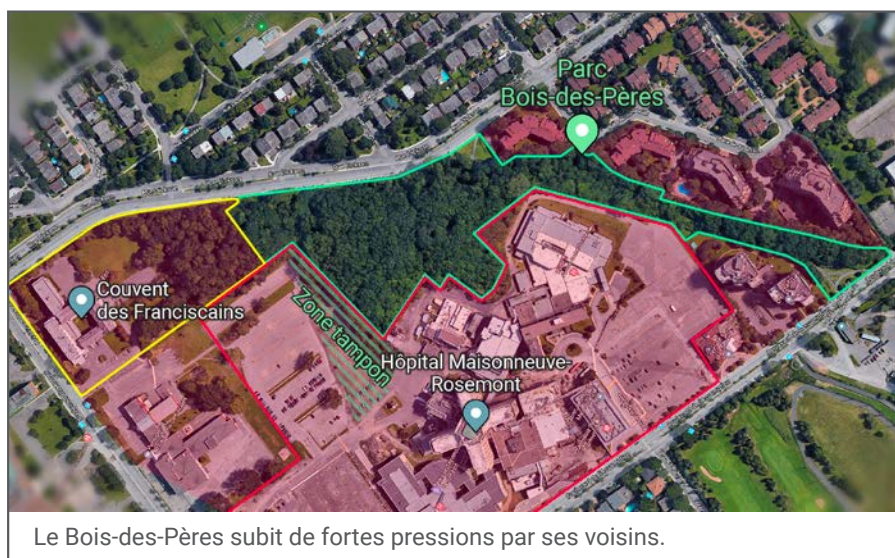 Parc
Bois-des-Pères
Couvent
des Franciscains
Zone tampon
Hôpital Maisonneuve-
Rosemont
Le Bois-des-Pères subit de fortes pressions par ses voisins.